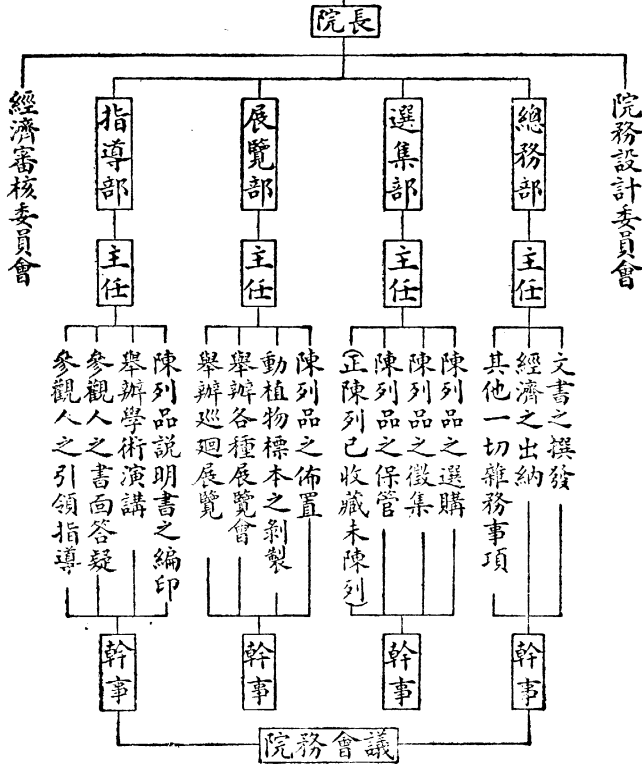 院長
院務設計委員會
總務部
選集部
展覽部
指導部
經濟審核委員會
主任
主任
主任
主任
文書之撰發
經濟之出納
其他一切雜務事項
陳列品之選購
陳列品之徵集
陳列品之保管
(正陳列已收藏未陳列)
陳列品之佈置
動植物標本之剝製
舉辦各種展覽會
舉辦巡迴展覽
陳列品説明書之編印
舉辦學術演講
參觀人之書面答疑
參觀人之引領指導
幹事
幹事
幹事
幹事
院務會議